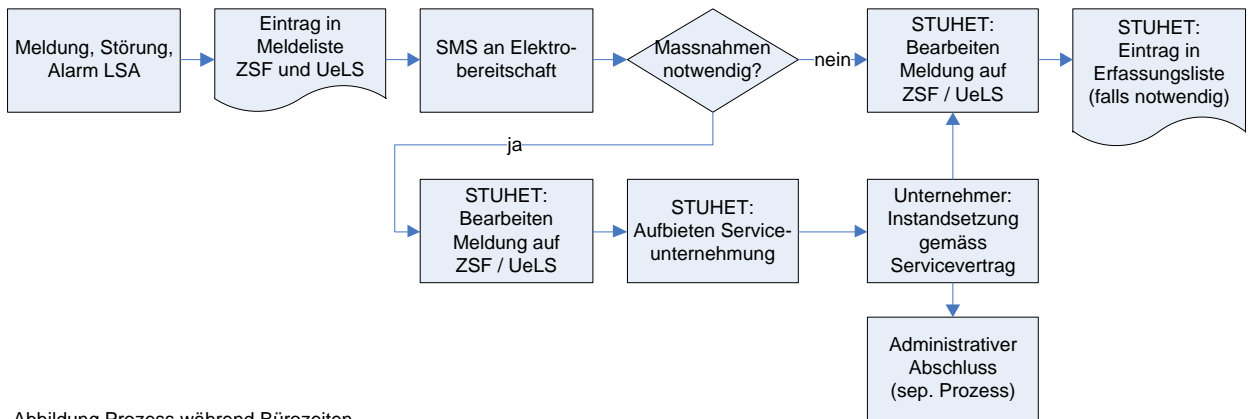 Meldung, Störung,
Alarm LSA
Eintrag in
Meldeliste
ZSF und UeLS
SMS an Elektro-
bereitschaft
Massnahmen
notwendig?
nein
STUHET:
Bearbeiten
Meldung auf
ZSF / UeLS
STUHET:
Eintrag in
Erfassungsliste
(falls notwendig)
ja
STUHET:
Bearbeiten
Meldung auf
ZSF / UeLS
STUHET:
Aufbieten Service-
unternehmung
Unternehmer:
Instandsetzung
gemäss
Servicevertrag
Administrativer
Abschluss
(sep. Prozess)
Abbildung Prozess während Bürozeiten